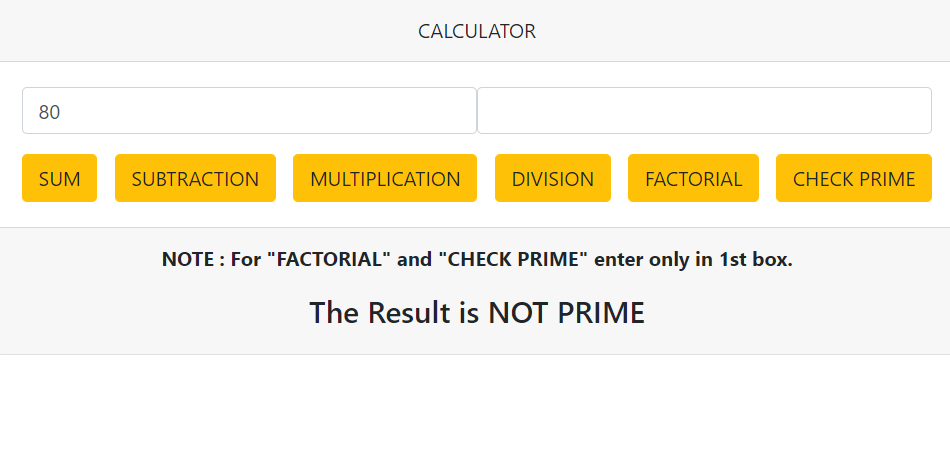 CALCULATOR
80
SUM SUBTRACTION MULTIPLICATION DIVISION FACTORIAL CHECK PRIME
NOTE : For "FACTORIAL" and "CHECK PRIME" enter only in 1st box.
The Result is NOT PRIME